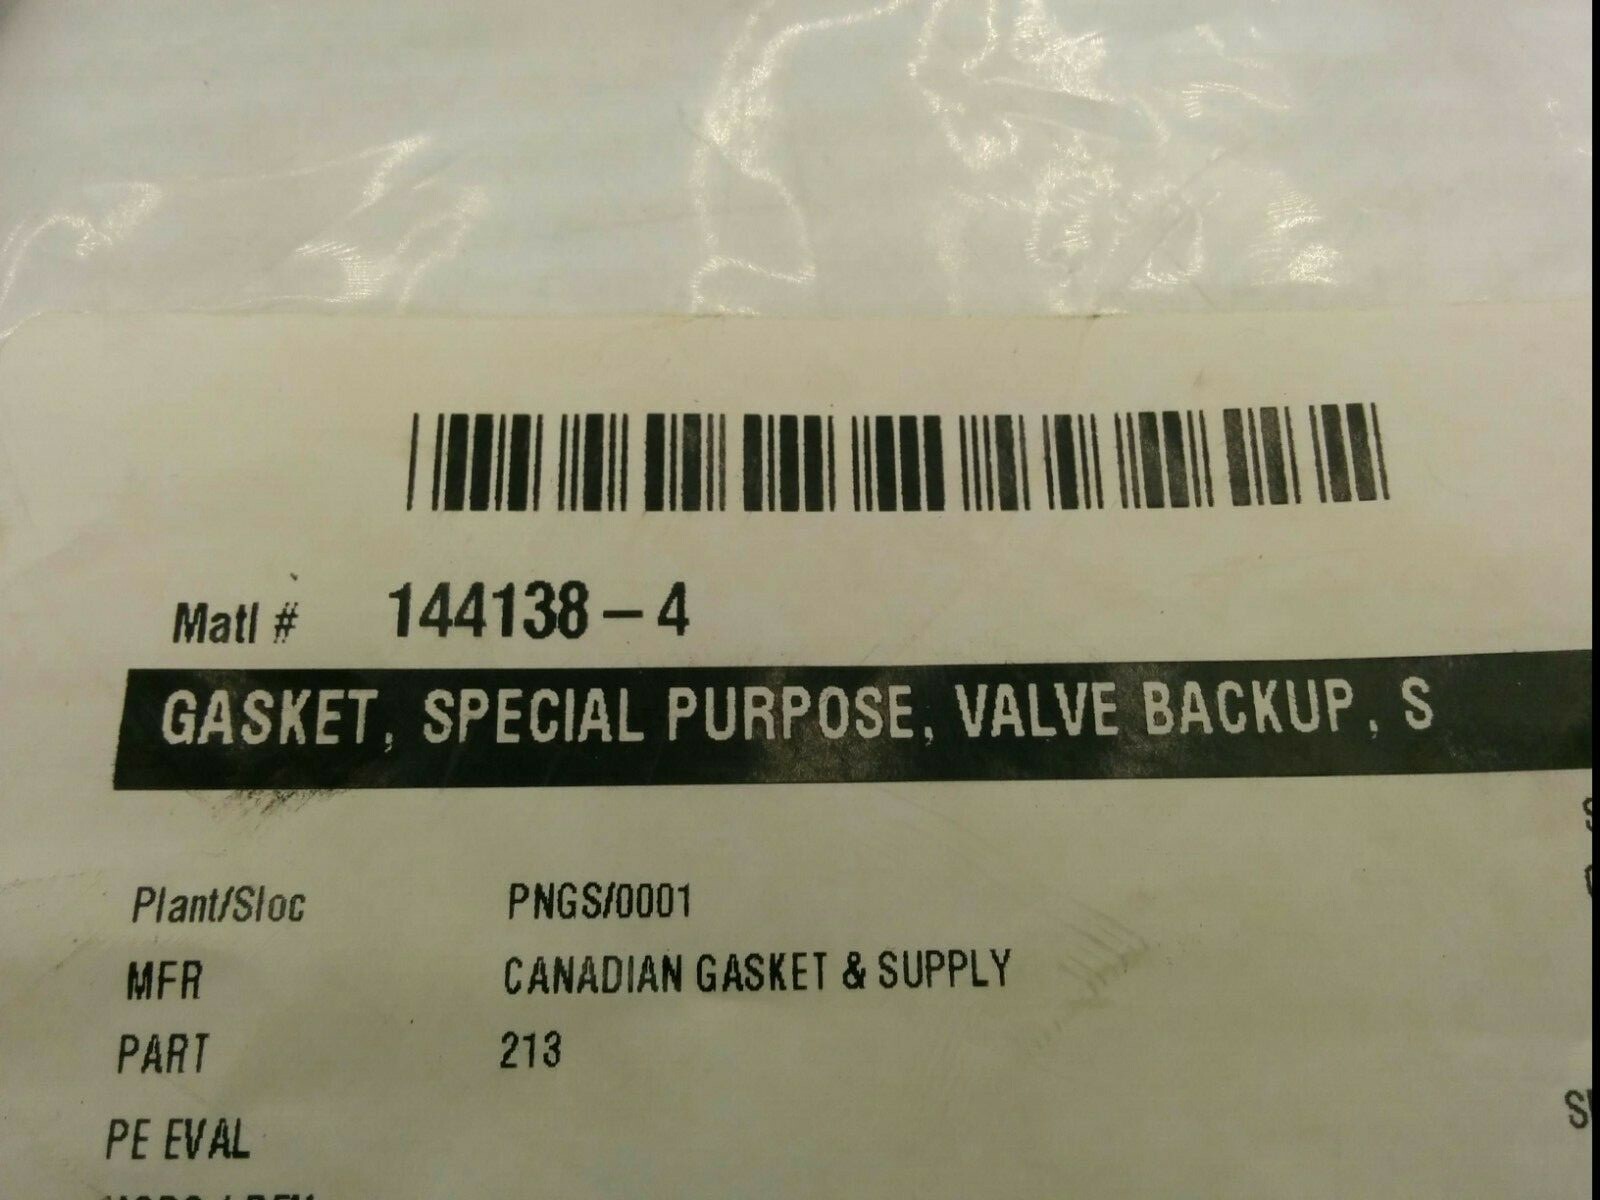 Matl # 144138 – 4
GASKET, SPECIAL PURPOSE, VALVE BACKUP, S
Plant/Sloc PNGS/0001
MFR CANADIAN GASKET & SUPPLY
PART 213
PE EVAL